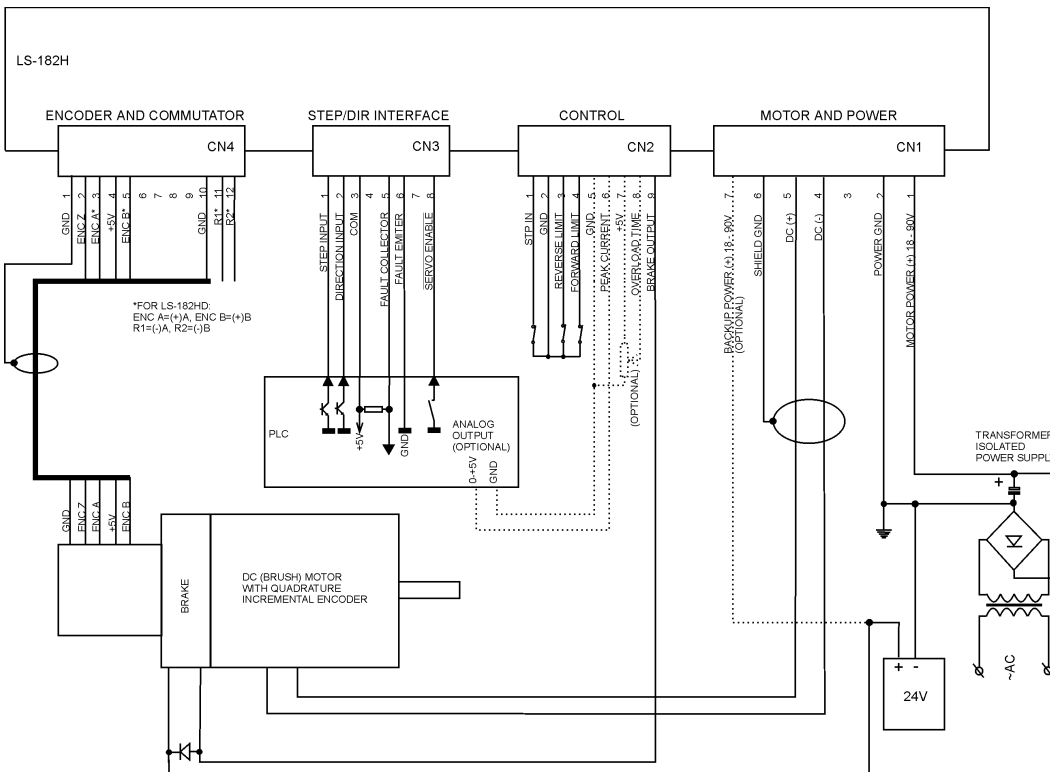 LS-182H
ENCODER AND COMMUTATOR
STEP/DIR INTERFACE
CONTROL
MOTOR AND POWER
CN4
CN3
CN2
CN1
1 2 3 4 5 6 7 8 9 10 11 12
1 2 3 4 5 6 7 8
1 2 3 4 5 6 7 8 9
7 6 5 4 3 2 1
GND
ENC Z
ENC A*
+5V
ENC B*
GND
R1*
R2*
STEP INPUT
DIRECTION INPUT
COM
FAULT COLLECTOR
FAULT EMITER
SERVO ENABLE
STP IN
GND
REVERSE LIMIT
FORWARD LIMIT
GND
PEAK CURRENT
+5V
OVERLOAD TIME
BRAKE OUTPUT
BACKUP POWER (+) 18 - 90V
(OPTIONAL)
SHIELD GND
DC (+)
DC (-)
POWER GND
MOTOR POWER (+) 18 - 90V
*FOR LS-182HD:
ENC A=(+)A, ENC B=(+)B
R1=(-)A, R2=(-)B
(OPTIONAL)
PLC
+5V
GND
ANALOG
OUTPUT
(OPTIONAL)
0-+5V
GND
TRANSFORMER
ISOLATED
POWER SUPPL
+
GND
ENC Z
ENC A
+5V
ENC B
BRAKE
DC (BRUSH) MOTOR
WITH QUADRATURE
INCREMENTAL ENCODER
+ -
24V
~AC